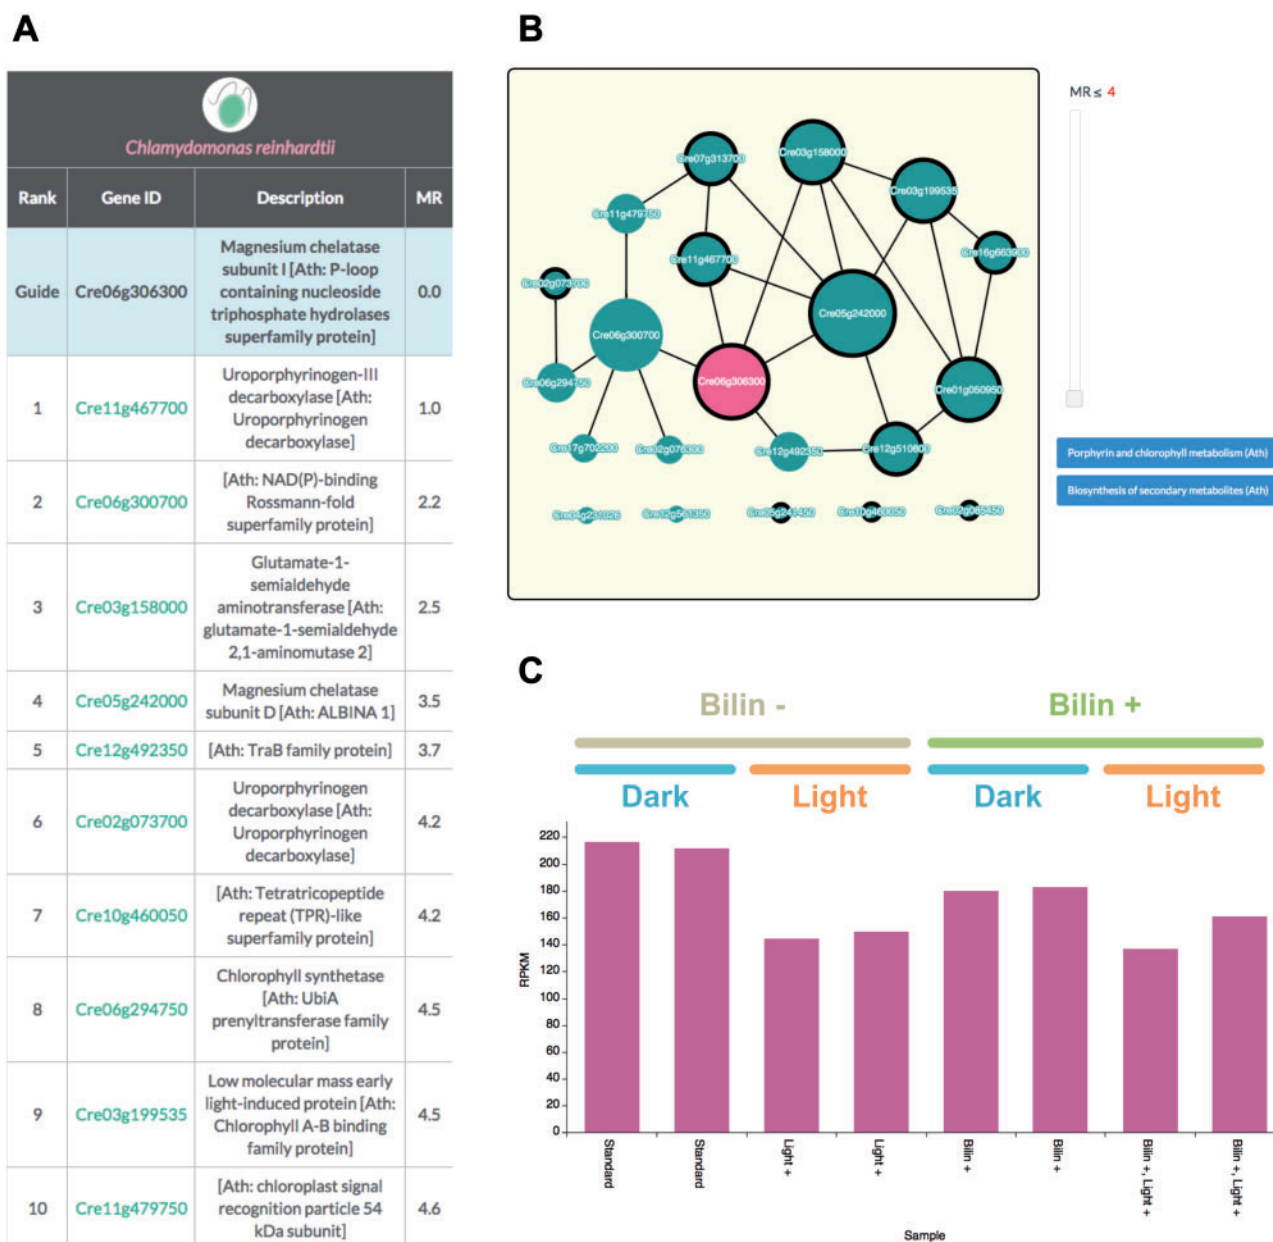 A
Chlamydomonas reinhardtii
Rank Gene ID Description MR
Guide Cre06g306300 Magnesium chelatase
subunit I [Ath: P-loop
containing nucleoside
triphosphate hydrolases
superfamily protein] 0.0
1 Cre11g467700 Uroporphyrinogen-III
decarboxylase [Ath:
Uroporphyrinogen
decarboxylase] 1.0
2 Cre06g300700 [Ath: NAD(P)-binding
Rossmann-fold
superfamily protein] 2.2
3 Cre03g158000 Glutamate-1-
semialdehyde
aminotransferase [Ath:
glutamate-1-semialdehyde
2,1-aminomutase 2] 2.5
4 Cre05g242000 Magnesium chelatase
subunit D [Ath: ALBINA 1] 3.5
5 Cre12g492350 [Ath: TraB family protein] 3.7
6 Cre02g073700 Uroporphyrinogen
decarboxylase [Ath:
Uroporphyrinogen
decarboxylase] 4.2
7 Cre10g460050 [Ath: Tetratricopeptide
repeat (TPR)-like
superfamily protein] 4.2
8 Cre06g294750 Chlorophyll synthetase
[Ath: UbiA
prenyltransferase family
protein] 4.5
9 Cre03g199535 Low molecular mass early
light-induced protein [Ath:
Chlorophyll A-B binding
family protein] 4.5
10 Cre11g479750 [Ath: chloroplast signal
recognition particle 54
kDa subunit] 4.6
B
MR ≤ 4
Cre07g313700
Cre03g158000
Cre03g199535
Cre11g479750
Cre11g467700
Cre16g663900
Cre02g073700
Cre05g242000
Cre06g300700
Cre06g294750
Cre06g306300
Cre01g050950
Cre17g702200
Cre02g076300
Cre12g492350
Cre12g510800
Cre12g561350
Cre10g460050
Porphyrin and chlorophyll metabolism (Ath)
Biosynthesis of secondary metabolites (Ath)
C
Bilin - Bilin +
Dark Light Dark Light
RPKM
220
200
180
160
140
120
100
80
60
40
20
0
Standard
Standard
Light +
Light +
Bilin +
Bilin +
Bilin +, Light +
Bilin +, Light +
Sample